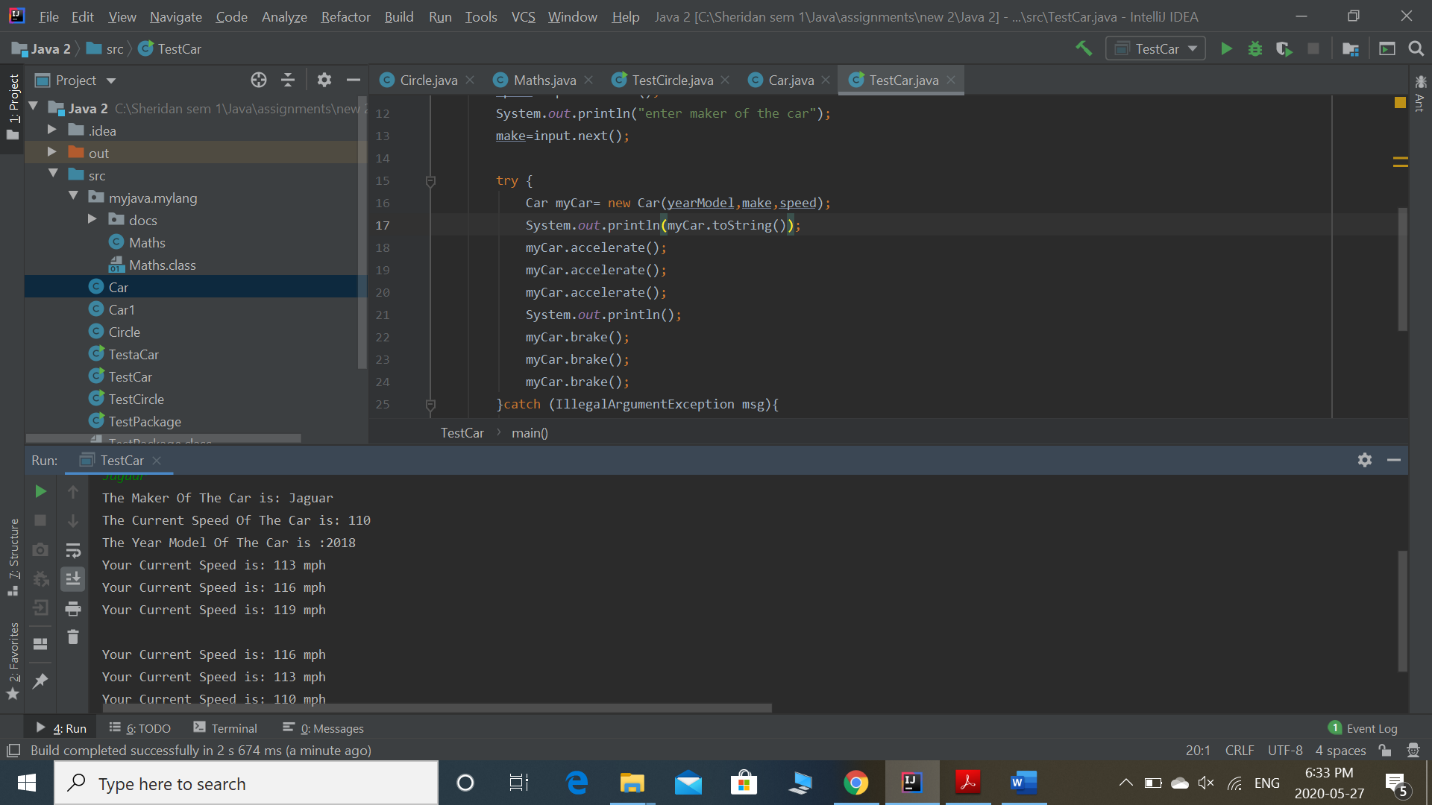 File Edit View Navigate Code Analyze Refactor Build Run Tools VCS Window Help Java 2 [C:\Sheridan sem 1\Java\assignments\new 2\Java 2] - ...\src\TestCar.java - IntelliJ IDEA
Java 2 src TestCar
TestCar
1: Project
Project
Circle.java
Maths.java
TestCircle.java
Car.java
TestCar.java
Ant
Java 2 C:\Sheridan sem 1\Java\assignments\new 2
.idea
out
src
myjava.mylang
docs
Maths
Maths.class
Car
Car1
Circle
TestaCar
TestCar
TestCircle
TestPackage
TestPackage.class
12 System.out.println("enter maker of the car");
13 make=input.next();
14
15 try {
16 Car myCar= new Car(yearModel,make,speed);
17 System.out.println(myCar.toString());
18 myCar.accelerate();
19 myCar.accelerate();
20 myCar.accelerate();
21 System.out.println();
22 myCar.brake();
23 myCar.brake();
24 myCar.brake();
25 }catch (IllegalArgumentException msg){
TestCar main()
Run: TestCar
Jaguar
The Maker Of The Car is: Jaguar
The Current Speed Of The Car is: 110
The Year Model Of The Car is :2018
Your Current Speed is: 113 mph
Your Current Speed is: 116 mph
Your Current Speed is: 119 mph
Your Current Speed is: 116 mph
Your Current Speed is: 113 mph
Your Current Speed is: 110 mph
7: Structure
2: Favorites
4: Run 6: TODO Terminal 0: Messages 1 Event Log
Build completed successfully in 2 s 674 ms (a minute ago) 20:1 CRLF UTF-8 4 spaces
Type here to search
ENG
6:33 PM
2020-05-27
5